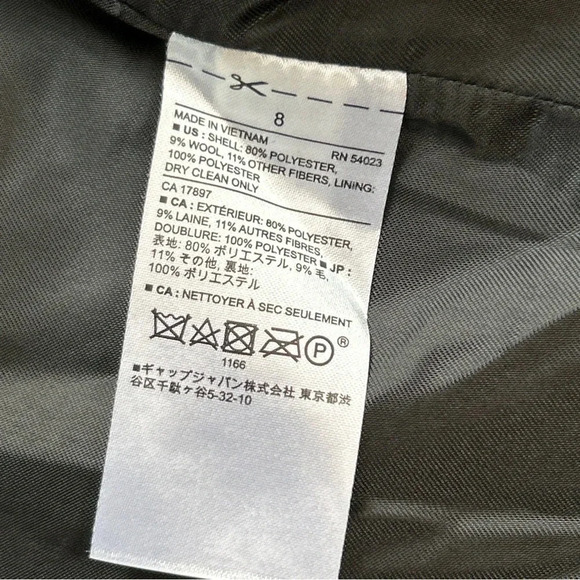 8
MADE IN VIETNAM RN 54023
■ US : SHELL: 80% POLYESTER,
9% WOOL, 11% OTHER FIBERS, LINING:
100% POLYESTER
DRY CLEAN ONLY
CA 17897
■ CA : EXTÉRIEUR: 80% POLYESTER,
9% LAINE, 11% AUTRES FIBRES,
DOUBLURE: 100% POLYESTER ■ JP :
表地: 80% ポリエステル, 9% 毛,
11% その他, 裏地:
100% ポリエステル
■ CA : NETTOYER À SEC SEULEMENT
P ®
1166
■ギャップジャパン株式会社 東京都渋
谷区千駄ヶ谷5-32-10